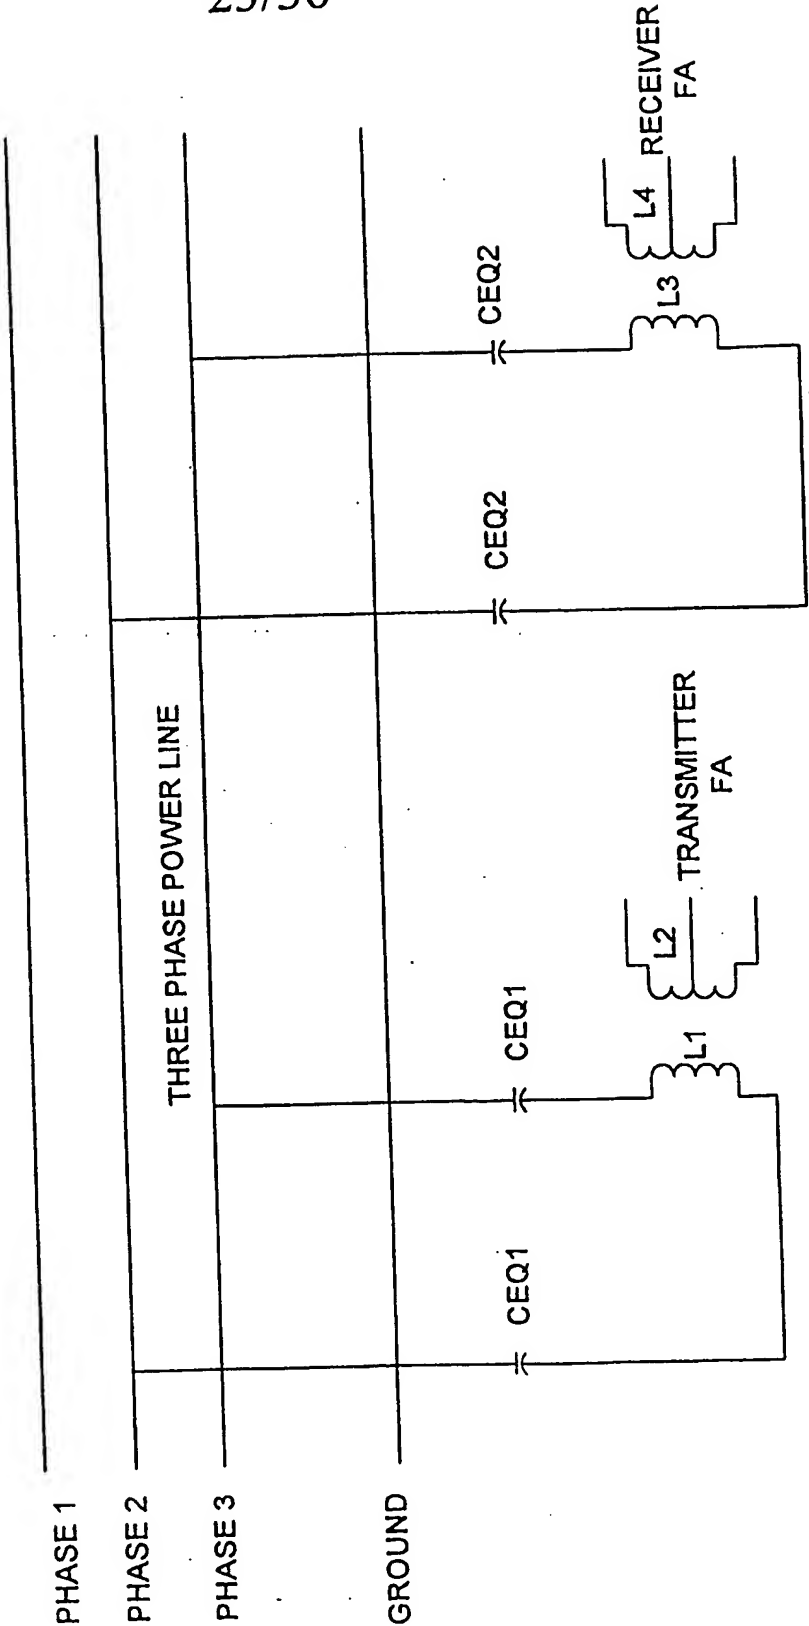 PHASE 1
PHASE 2
THREE PHASE POWER LINE
PHASE 3
GROUND
CEQ1
CEQ1
CEQ2
CEQ2
L1
L2
TRANSMITTER
FA
L3
L4
RECEIVER
FA